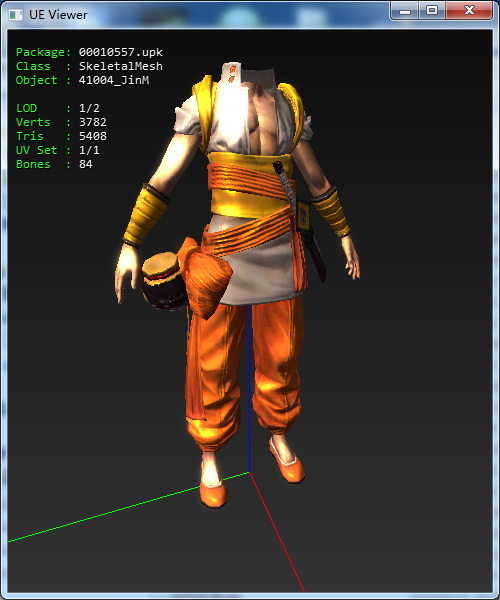 UE Viewer
Package: 00010557.upk
Class  : SkeletalMesh
Object : 41004_JinM
LOD    : 1/2
Verts  : 3782
Tris   : 5408
UV Set : 1/1
Bones  : 84